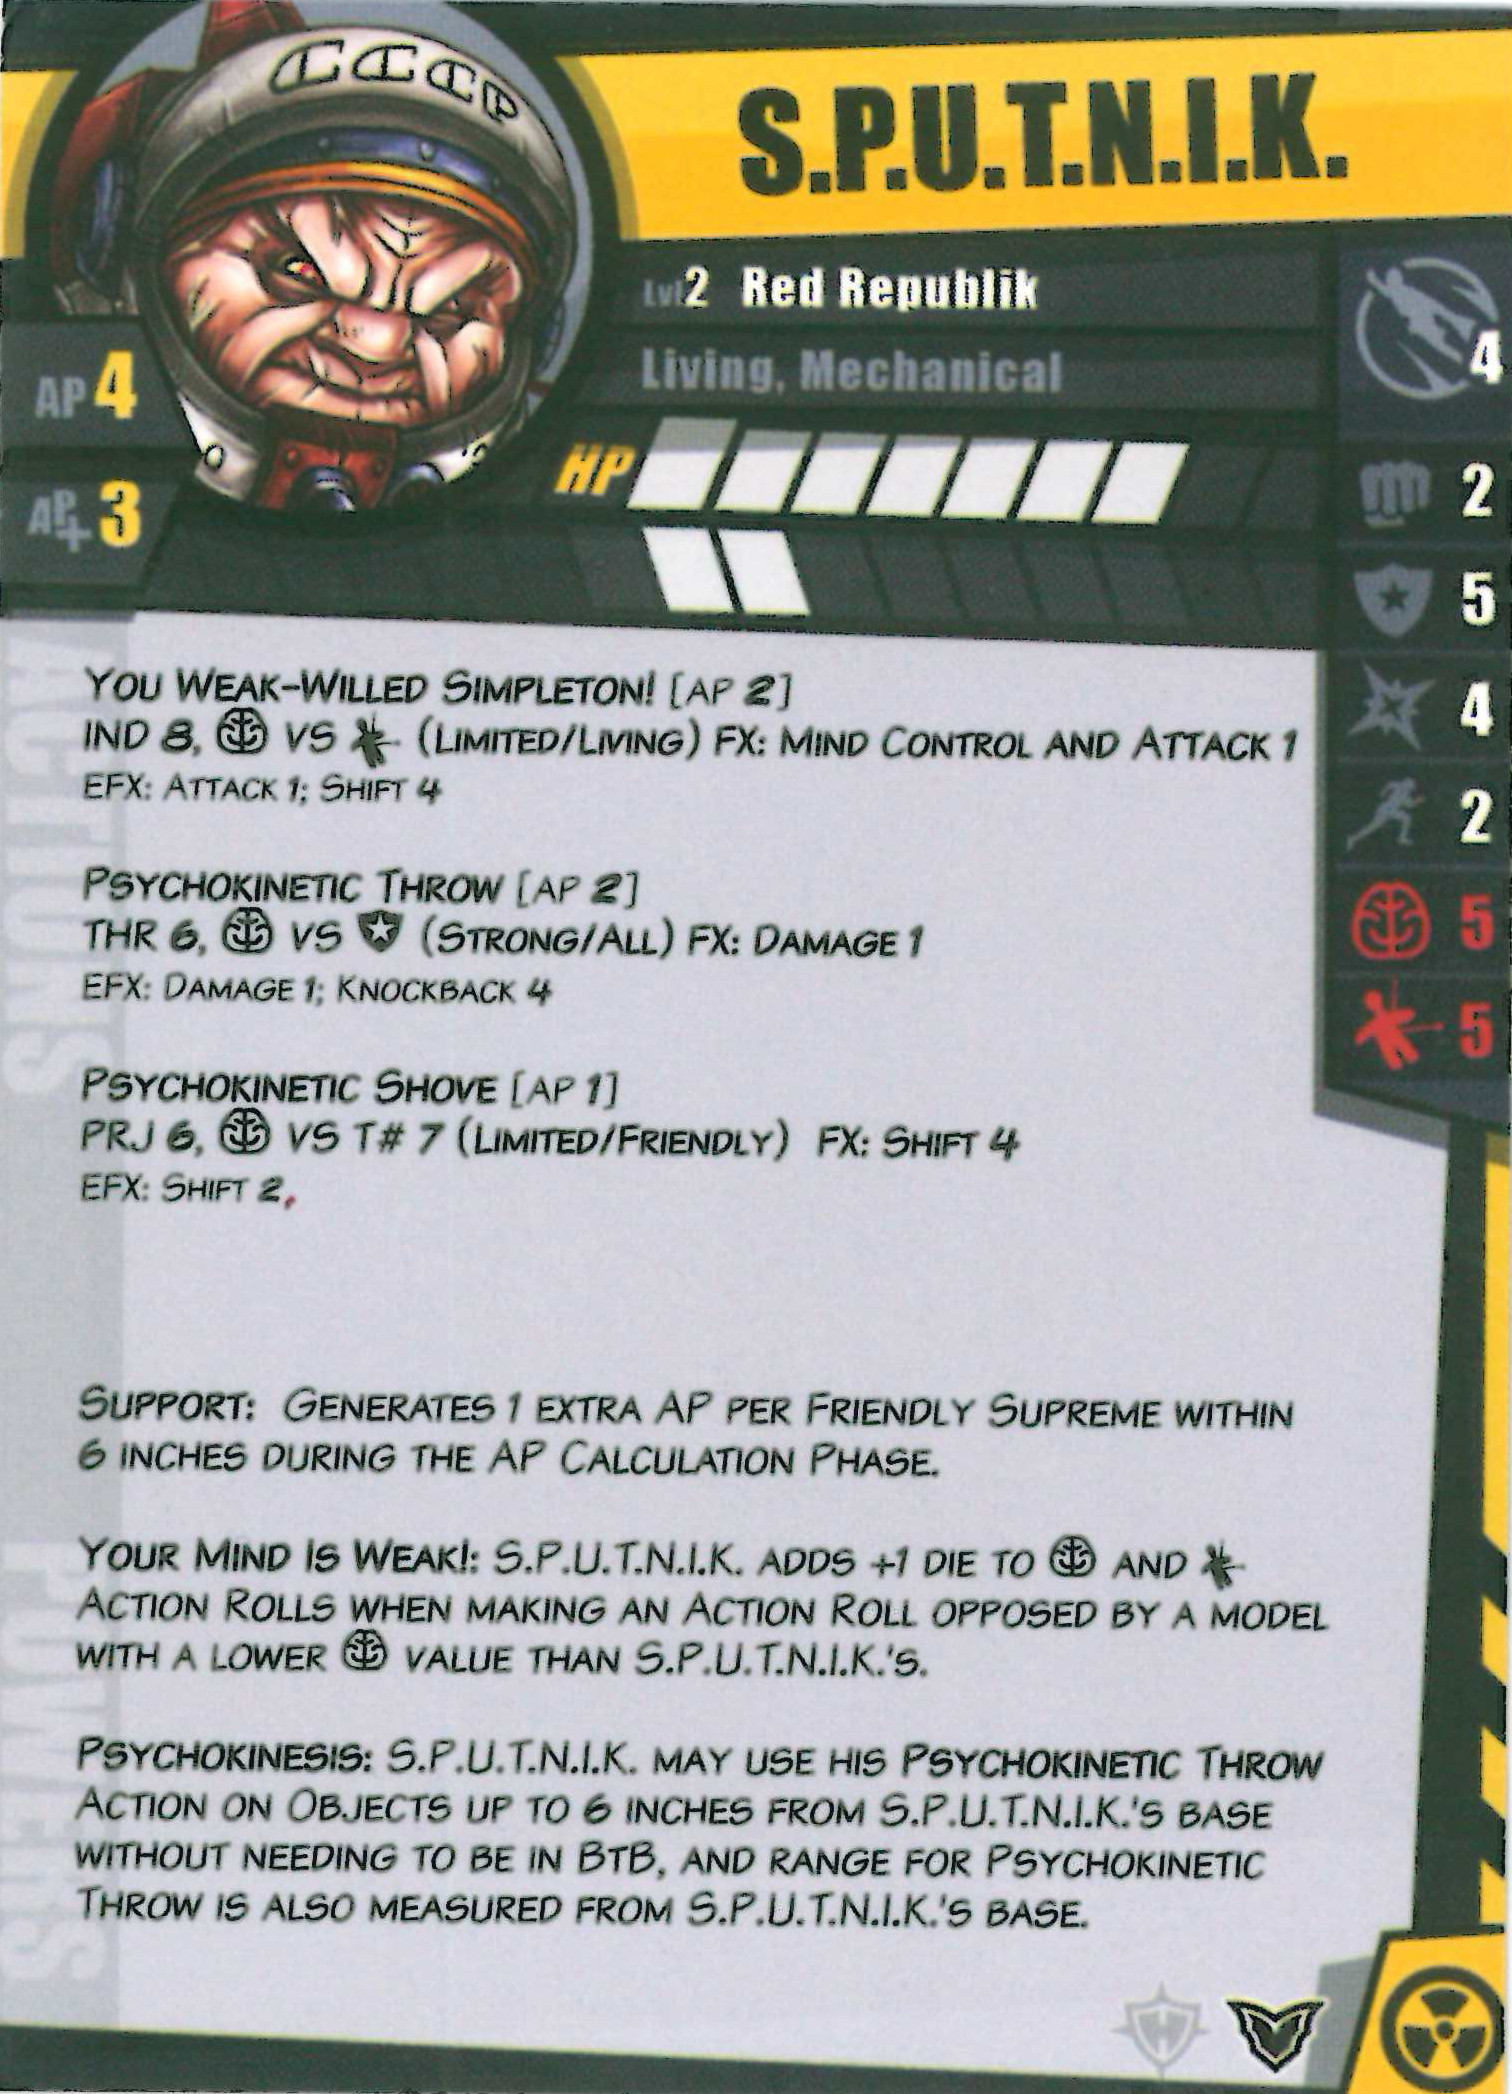 CCCP
S.P.U.T.N.I.K.
Lvl 2 Red Republik
Living, Mechanical
4
AP 4
HP
2
AP+ 3
5
4
2
5
5
ACTIONS
YOU WEAK-WILLED SIMPLETON! [AP 2]
IND 8, VS (LIMITED/LIVING) FX: MIND CONTROL AND ATTACK 1
EFX: ATTACK 1; SHIFT 4
PSYCHOKINETIC THROW [AP 2]
THR 6, VS (STRONG/ALL) FX: DAMAGE 1
EFX: DAMAGE 1; KNOCKBACK 4
PSYCHOKINETIC SHOVE [AP 1]
PRJ 6, VS T# 7 (LIMITED/FRIENDLY) FX: SHIFT 4
EFX: SHIFT 2,
SUPPORT: GENERATES 1 EXTRA AP PER FRIENDLY SUPREME WITHIN
6 INCHES DURING THE AP CALCULATION PHASE.
YOUR MIND IS WEAK!: S.P.U.T.N.I.K. ADDS +1 DIE TO AND
ACTION ROLLS WHEN MAKING AN ACTION ROLL OPPOSED BY A MODEL
WITH A LOWER VALUE THAN S.P.U.T.N.I.K.'S.
PSYCHOKINESIS: S.P.U.T.N.I.K. MAY USE HIS PSYCHOKINETIC THROW
ACTION ON OBJECTS UP TO 6 INCHES FROM S.P.U.T.N.I.K.'S BASE
WITHOUT NEEDING TO BE IN BTB, AND RANGE FOR PSYCHOKINETIC
THROW IS ALSO MEASURED FROM S.P.U.T.N.I.K.'S BASE.